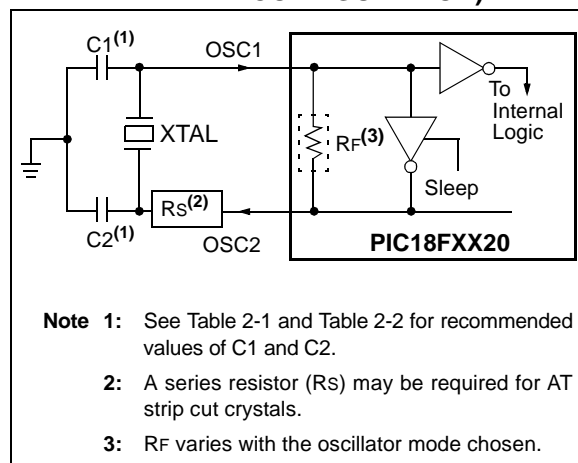 C1(1)
OSC1
To
Internal
Logic
XTAL
RF(3)
Sleep
RS(2)
C2(1)
OSC2
PIC18FXX20
Note 1: See Table 2-1 and Table 2-2 for recommended
values of C1 and C2.
2: A series resistor (RS) may be required for AT
strip cut crystals.
3: RF varies with the oscillator mode chosen.